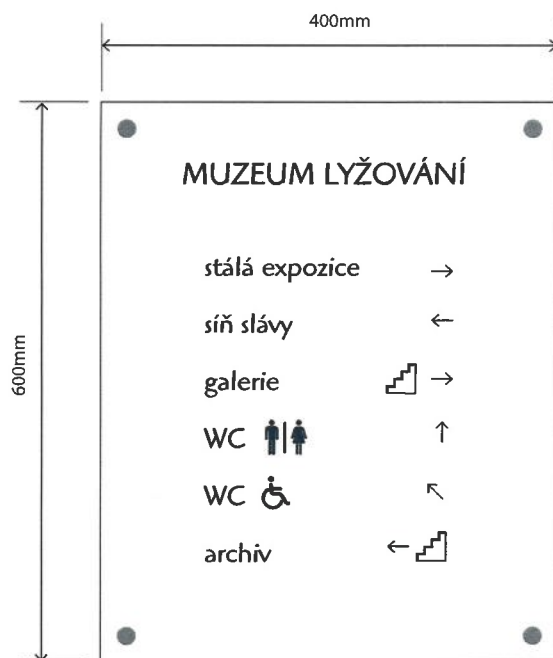 400mm
600mm
MUZEUM LYŽOVÁNÍ
stálá expozice →
síň slávy ←
galerie →
WC ↑
WC ↖
archiv ←